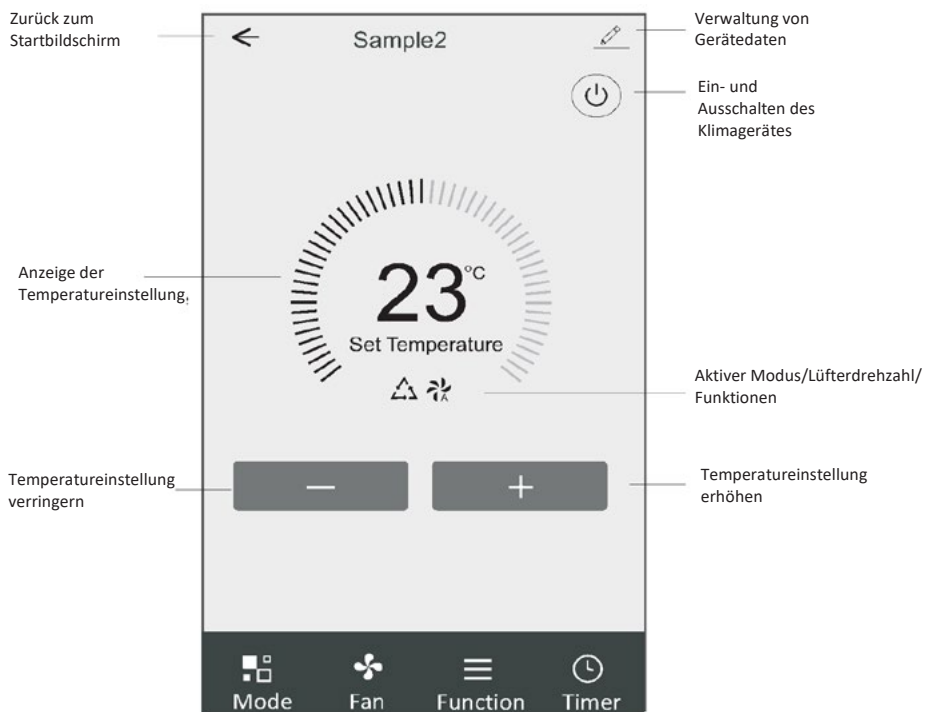 Zurück zum
Startbildschirm
Sample2
Verwaltung von
Gerätedaten
Ein- und
Ausschalten des
Klimagerätes
Anzeige der
Temperatureinstellung,
23°C
Set Temperature
A
Aktiver Modus/Lüfterdrehzahl/
Funktionen
Temperatureinstellung
verringern
−
+
Temperatureinstellung
erhöhen
Mode Fan Function Timer